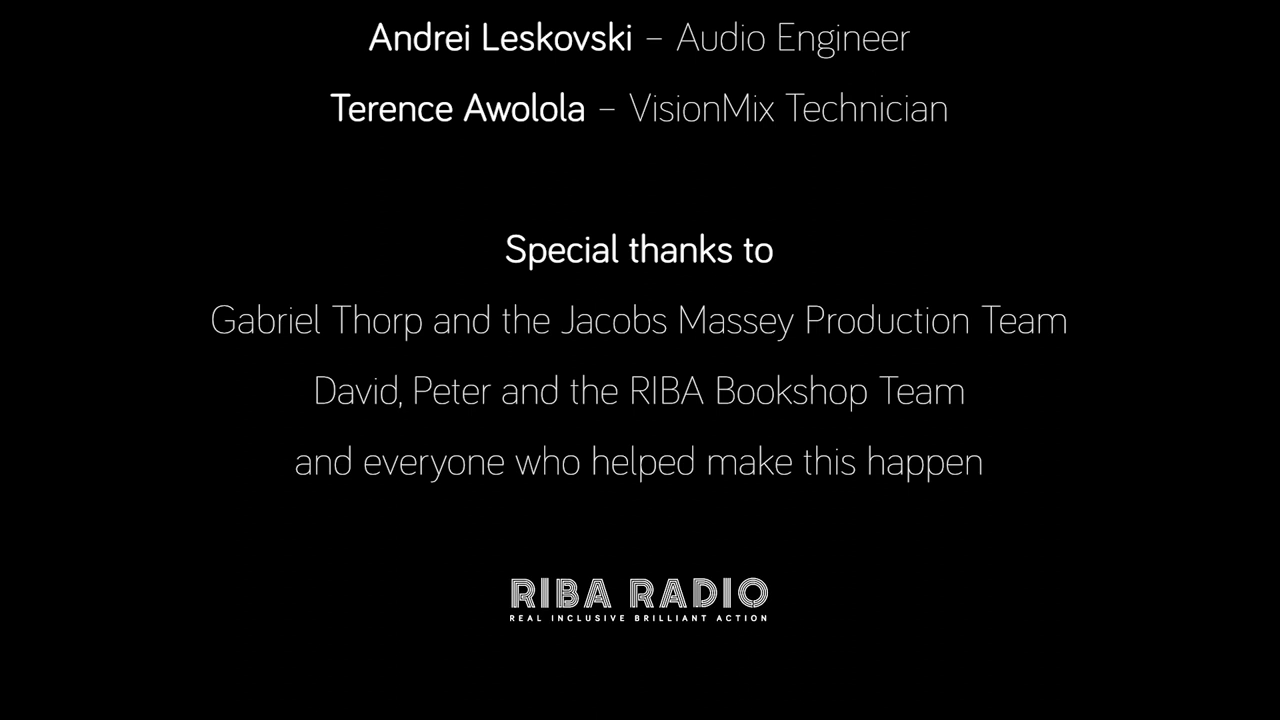 Andrei Leskovski – Audio Engineer
Terence Awolola – VisionMix Technician
Special thanks to
Gabriel Thorp and the Jacobs Massey Production Team
David, Peter and the RIBA Bookshop Team
and everyone who helped make this happen
RIBA RADIO
REAL INCLUSIVE BRILLIANT ACTION